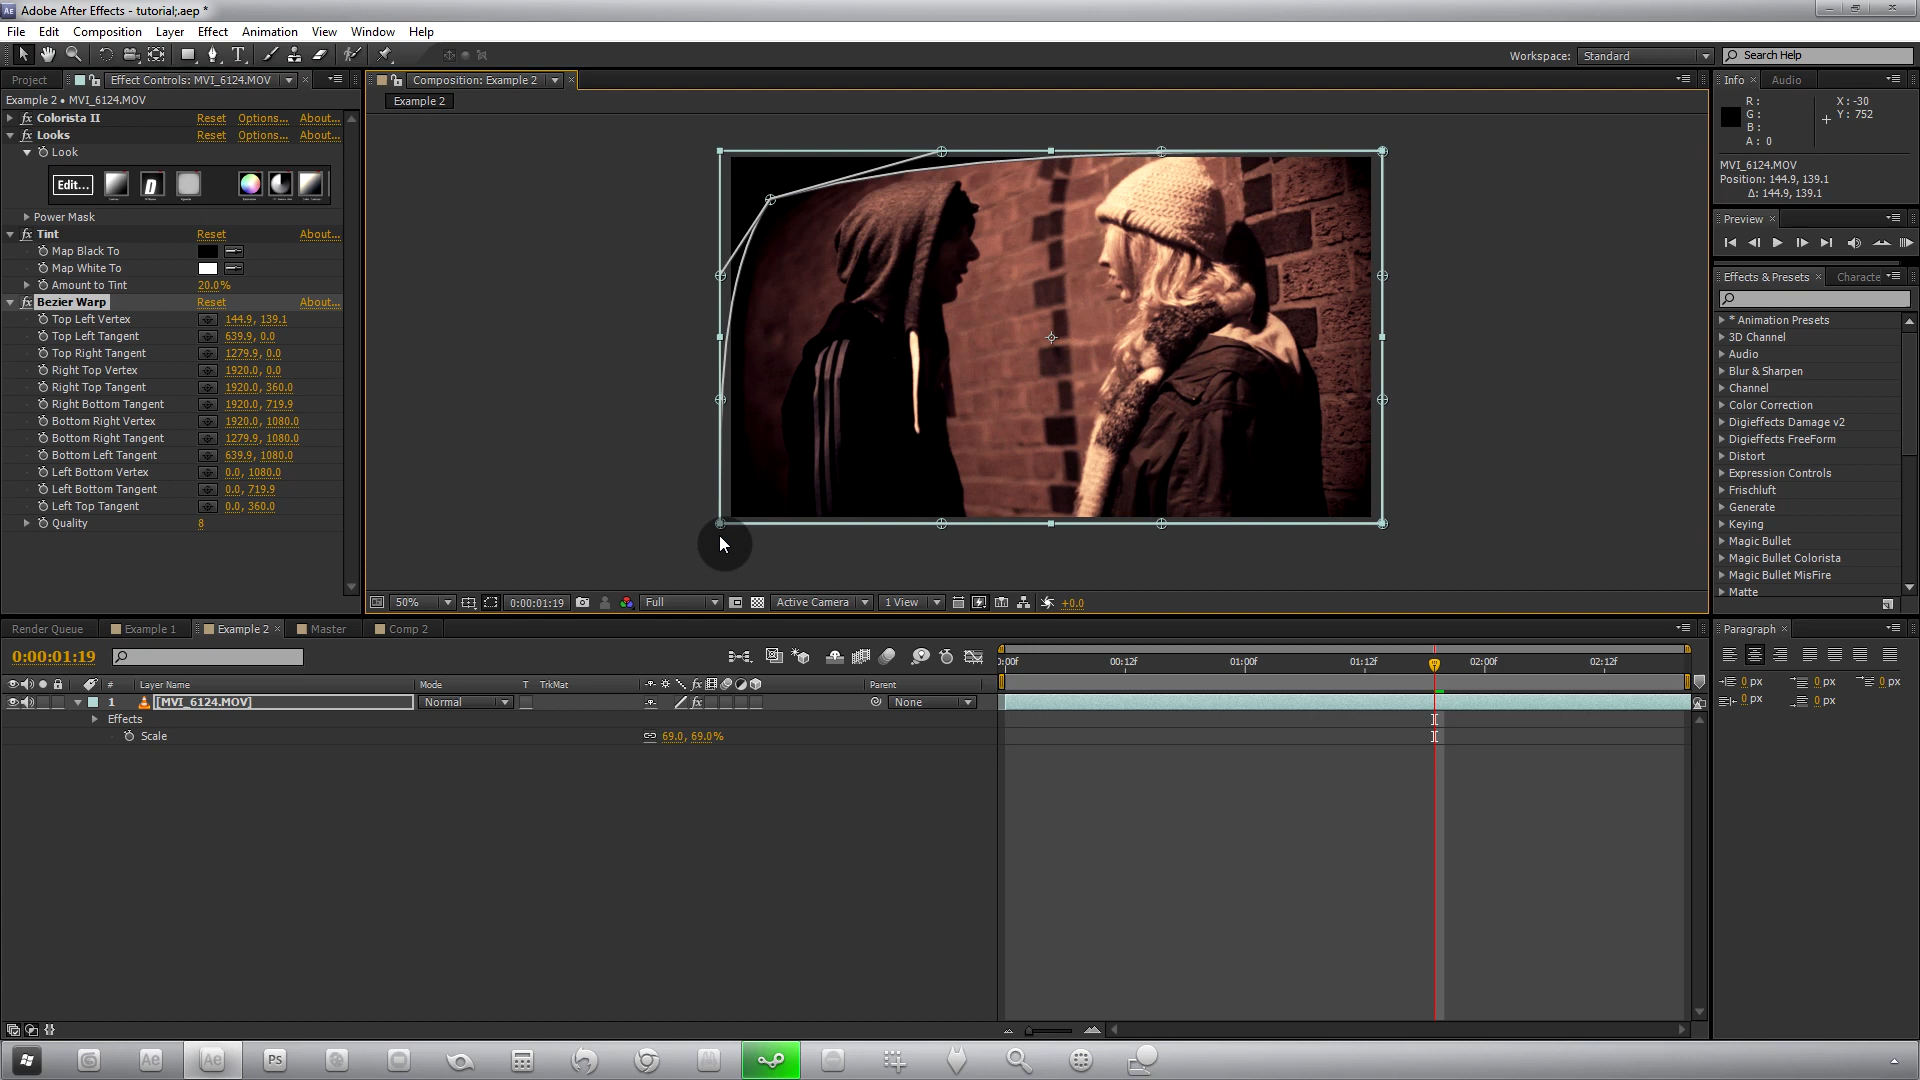 Adobe After Effects - tutorial;.aep *
File Edit Composition Layer Effect Animation View Window Help
Workspace: Standard Search Help
Project Effect Controls: MVI_6124.MOV
Example 2 • MVI_6124.MOV
Colorista II Reset Options... About...
Looks Reset Options... About...
Look
Edit...
Power Mask
Tint Reset About...
Map Black To
Map White To
Amount to Tint 20.0%
Bezier Warp Reset About...
Top Left Vertex 144.9, 139.1
Top Left Tangent 639.9, 0.0
Top Right Tangent 1279.9, 0.0
Right Top Vertex 1920.0, 0.0
Right Top Tangent 1920.0, 360.0
Right Bottom Tangent 1920.0, 719.9
Bottom Right Vertex 1920.0, 1080.0
Bottom Right Tangent 1279.9, 1080.0
Bottom Left Tangent 639.9, 1080.0
Left Bottom Vertex 0.0, 1080.0
Left Bottom Tangent 0.0, 719.9
Left Top Tangent 0.0, 360.0
Quality 8
Composition: Example 2
Example 2
50% 0:00:01:19 Full Active Camera 1 View +0.0
Info Audio
R: X: -30
G: Y: 752
B:
A: 0
MVI_6124.MOV
Position: 144.9, 139.1
Δ: 144.9, 139.1
Preview
Effects & Presets Characte
* Animation Presets
3D Channel
Audio
Blur & Sharpen
Channel
Color Correction
Digieffects Damage v2
Digieffects FreeForm
Distort
Expression Controls
Frischluft
Generate
Keying
Magic Bullet
Magic Bullet Colorista
Magic Bullet MisFire
Matte
Render Queue Example 1 Example 2 Master Comp 2
0:00:01:19
# Layer Name Mode T TrkMat Parent
1 [MVI_6124.MOV] Normal None
Effects
Scale 69.0, 69.0%
0:00f 00:12f 01:00f 01:12f 02:00f 02:12f
Paragraph
0 px 0 px 0 px
0 px 0 px
Ae Ae Ps